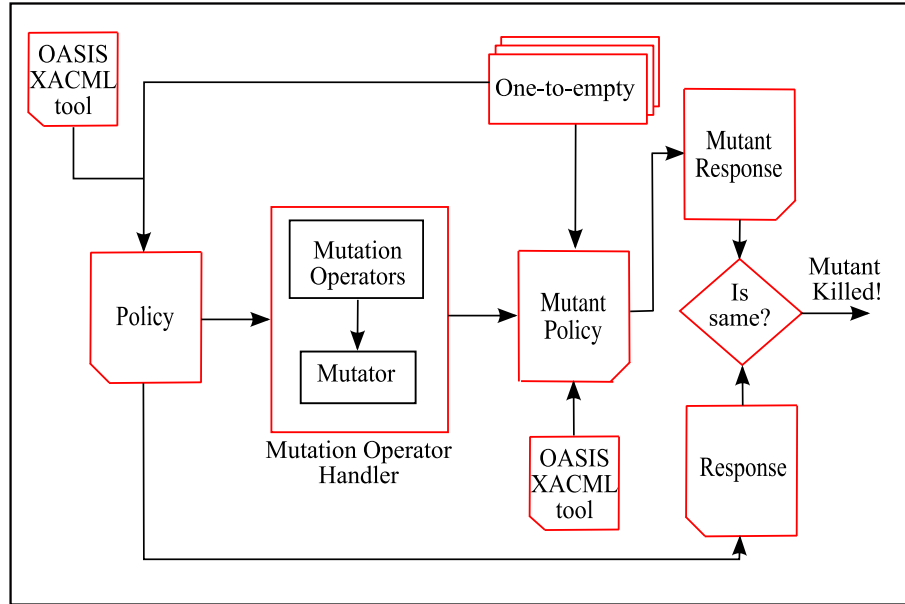 OASIS
XACML
tool
One-to-empty
Mutant
Response
Mutation
Operators
Policy
Mutant
Policy
Is
same?
Mutant
Killed!
Mutator
Mutation Operator
Handler
OASIS
XACML
tool
Response